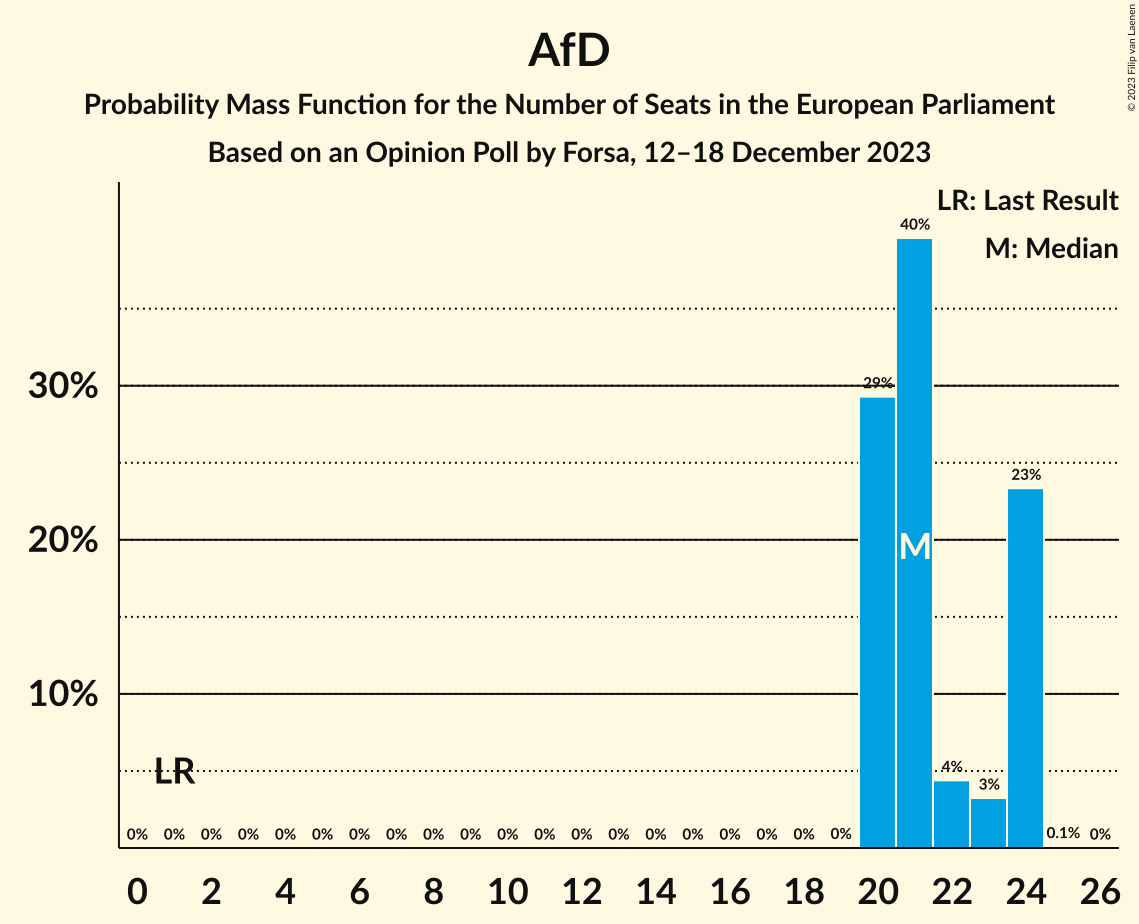 AfD
Probability Mass Function for the Number of Seats in the European Parliament
Based on an Opinion Poll by Forsa, 12–18 December 2023
© 2023 Filip van Laenen
LR: Last Result
M: Median
40%
29%
23%
4%
3%
0% 0% 0% 0% 0% 0% 0% 0% 0% 0% 0% 0% 0% 0% 0% 0% 0% 0% 0% 0% 0.1% 0%
M
LR
30%
20%
10%
0 2 4 6 8 10 12 14 16 18 20 22 24 26